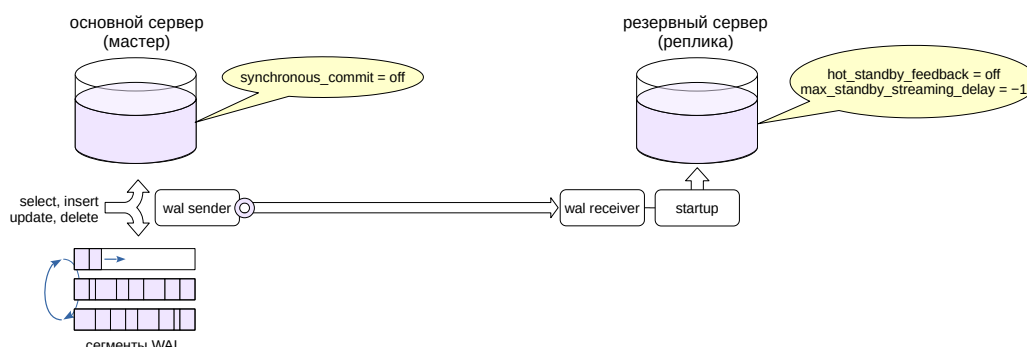 основной сервер
(мастер)
резервный сервер
(реплика)
synchronous_commit = off
hot_standby_feedback = off
max_standby_streaming_delay = −1
select, insert
update, delete
wal sender
wal receiver
startup
сегменты WAL